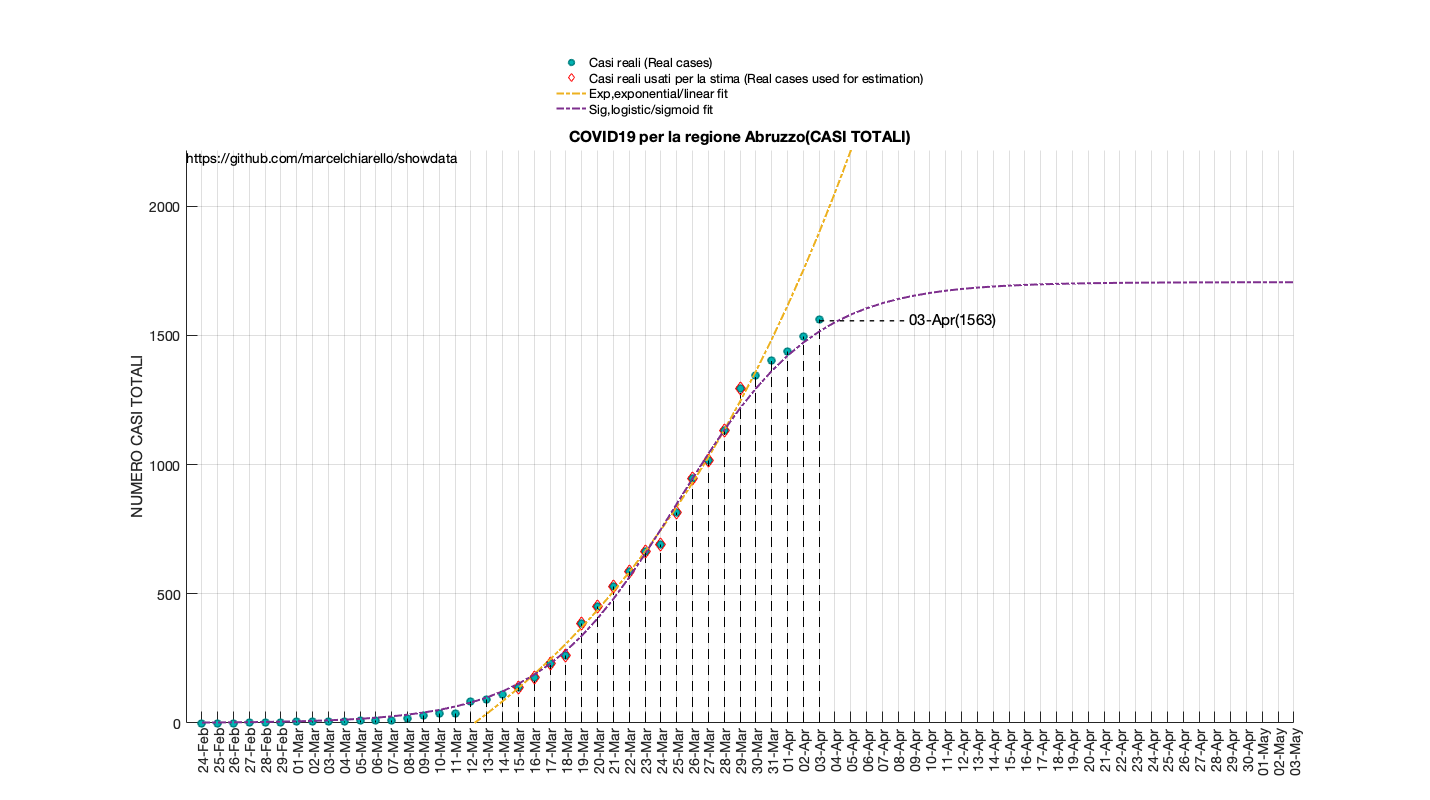 Casi reali (Real cases)
Casi reali usati per la stima (Real cases used for estimation)
Exp,exponential/linear fit
Sig,logistic/sigmoid fit
COVID19 per la regione Abruzzo(CASI TOTALI)
https://github.com/marcelchiarello/showdata
NUMERO CASI TOTALI
2000
1500
1000
500
0
03-Apr(1563)
24-Feb
25-Feb
26-Feb
27-Feb
28-Feb
29-Feb
01-Mar
02-Mar
03-Mar
04-Mar
05-Mar
06-Mar
07-Mar
08-Mar
09-Mar
10-Mar
11-Mar
12-Mar
13-Mar
14-Mar
15-Mar
16-Mar
17-Mar
18-Mar
19-Mar
20-Mar
21-Mar
22-Mar
23-Mar
24-Mar
25-Mar
26-Mar
27-Mar
28-Mar
29-Mar
30-Mar
31-Mar
01-Apr
02-Apr
03-Apr
04-Apr
05-Apr
06-Apr
07-Apr
08-Apr
09-Apr
10-Apr
11-Apr
12-Apr
13-Apr
14-Apr
15-Apr
16-Apr
17-Apr
18-Apr
19-Apr
20-Apr
21-Apr
22-Apr
23-Apr
24-Apr
25-Apr
26-Apr
27-Apr
28-Apr
29-Apr
30-Apr
01-May
02-May
03-May